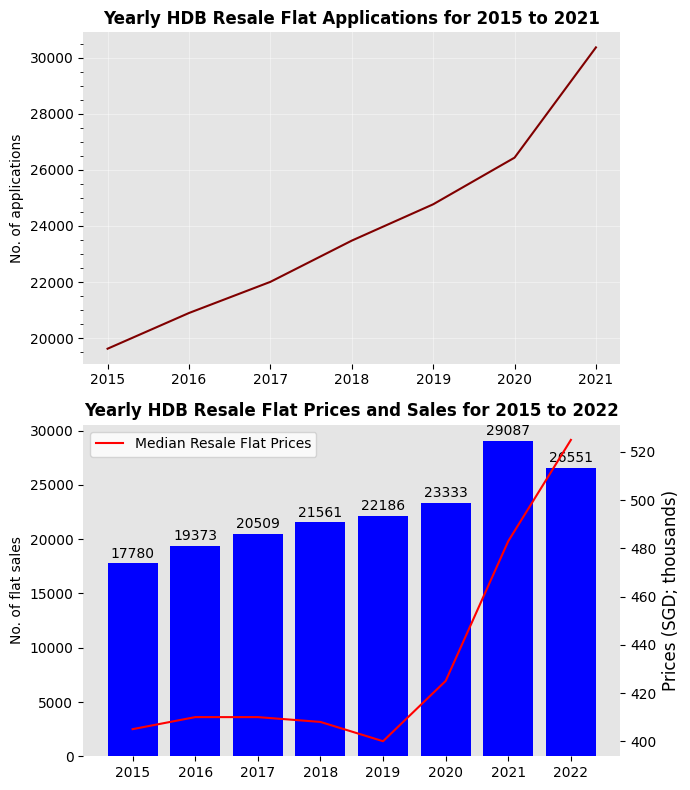 Yearly HDB Resale Flat Applications for 2015 to 2021
No. of applications
30000
28000
26000
24000
22000
20000
2015 2016 2017 2018 2019 2020 2021
Yearly HDB Resale Flat Prices and Sales for 2015 to 2022
Median Resale Flat Prices
No. of flat sales
30000
25000
20000
15000
10000
5000
0
17780 19373 20509 21561 22186 23333 29087 26551
520
500
480
460
440
420
400
Prices (SGD; thousands)
2015 2016 2017 2018 2019 2020 2021 2022